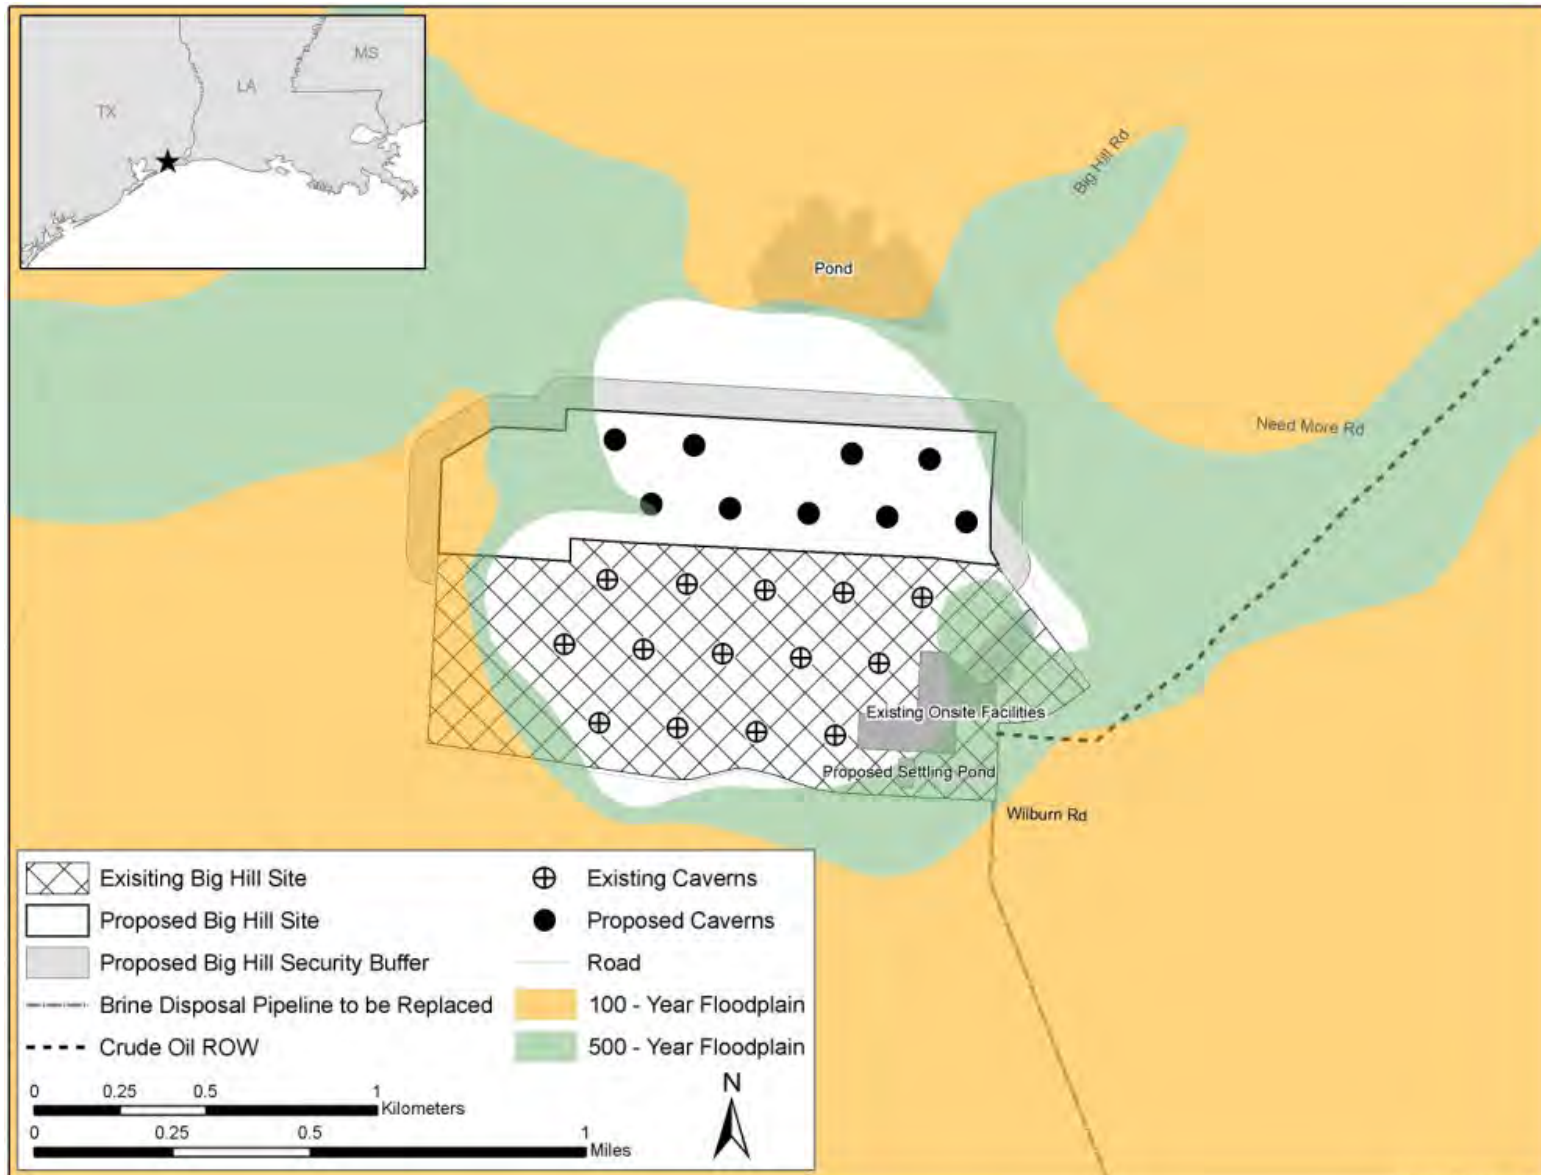 MS
LA
TX
Big Hill Rd
Pond
Need More Rd
Existing Onsite Facilities
Proposed Settling Pond
Wilburn Rd
Exisiting Big Hill Site
Proposed Big Hill Site
Proposed Big Hill Security Buffer
Brine Disposal Pipeline to be Replaced
Crude Oil ROW
Existing Caverns
Proposed Caverns
Road
100 - Year Floodplain
500 - Year Floodplain
0 0.25 0.5 1
Kilometers
0 0.25 0.5 1
Miles
N